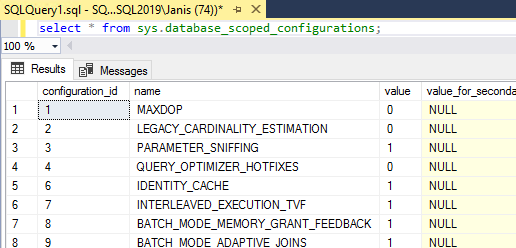 SQLQuery1.sql - SQ...SQL2019\Janis (74))*
select * from sys.database_scoped_configurations;
100 %
Results Messages
configuration_id name value value_for_seconda
1 1 MAXDOP 0 NULL
2 2 LEGACY_CARDINALITY_ESTIMATION 0 NULL
3 3 PARAMETER_SNIFFING 1 NULL
4 4 QUERY_OPTIMIZER_HOTFIXES 0 NULL
5 6 IDENTITY_CACHE 1 NULL
6 7 INTERLEAVED_EXECUTION_TVF 1 NULL
7 8 BATCH_MODE_MEMORY_GRANT_FEEDBACK 1 NULL
8 9 BATCH_MODE_ADAPTIVE_JOINS 1 NULL